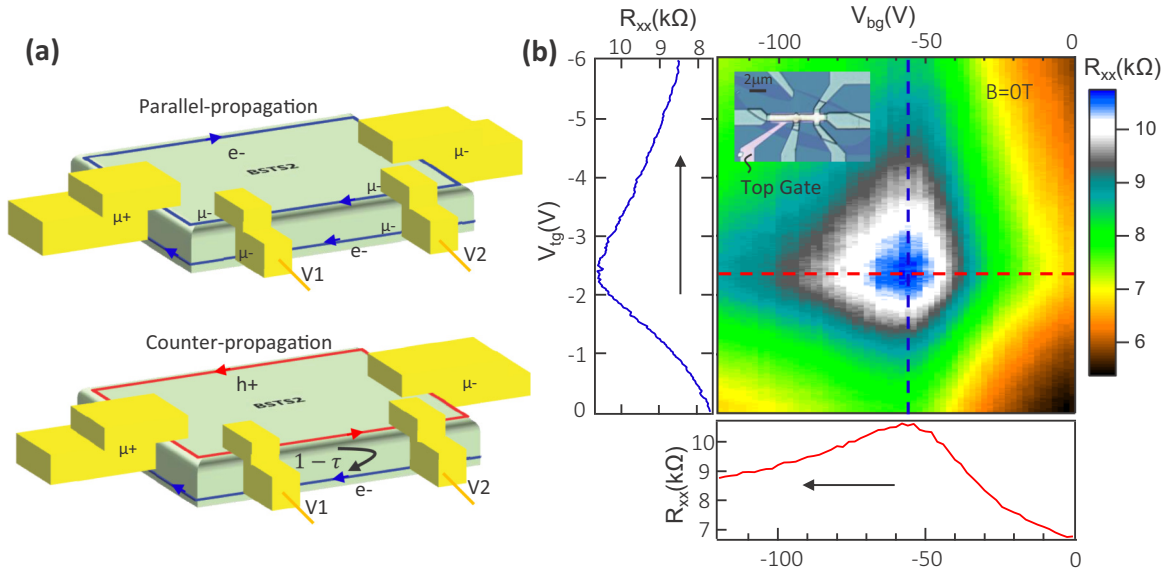 (a)
Parallel-propagation
e-
BSTS2
μ-
μ+
μ-
μ-
μ-
μ-
e-
V1
V2
Counter-propagation
h+
BSTS2
μ-
μ+
1 − τ
e-
V1
V2
(b)
Rxx(kΩ)
10 9 8
-6
-5
-4
-3
-2
-1
0
Vtg(V)
Vbg(V)
-100 -50 0
2μm
B=0T
Top Gate
Rxx(kΩ)
10
9
8
7
6
Rxx(kΩ)
10
9
8
7
-100 -50 0